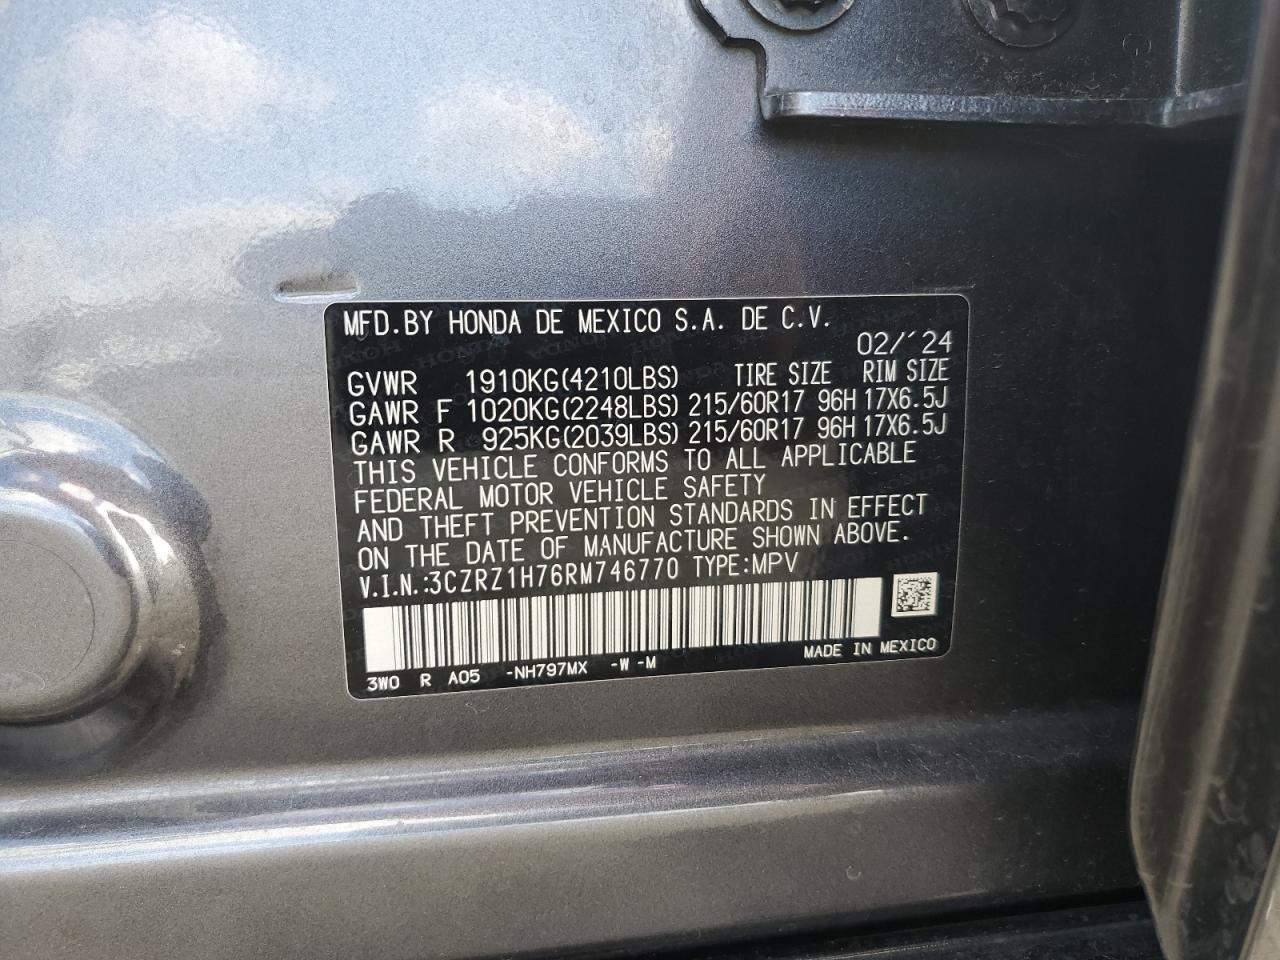 MFD.BY HONDA DE MEXICO S.A. DE C.V.
02/´24
GVWR 1910KG(4210LBS) TIRE SIZE RIM SIZE
GAWR F 1020KG(2248LBS) 215/60R17 96H 17X6.5J
GAWR R 925KG(2039LBS) 215/60R17 96H 17X6.5J
THIS VEHICLE CONFORMS TO ALL APPLICABLE
FEDERAL MOTOR VEHICLE SAFETY
AND THEFT PREVENTION STANDARDS IN EFFECT
ON THE DATE OF MANUFACTURE SHOWN ABOVE.
V.I.N.:3CZRZ1H76RM746770 TYPE:MPV
3W0 R A05 -NH797MX -W -M MADE IN MEXICO